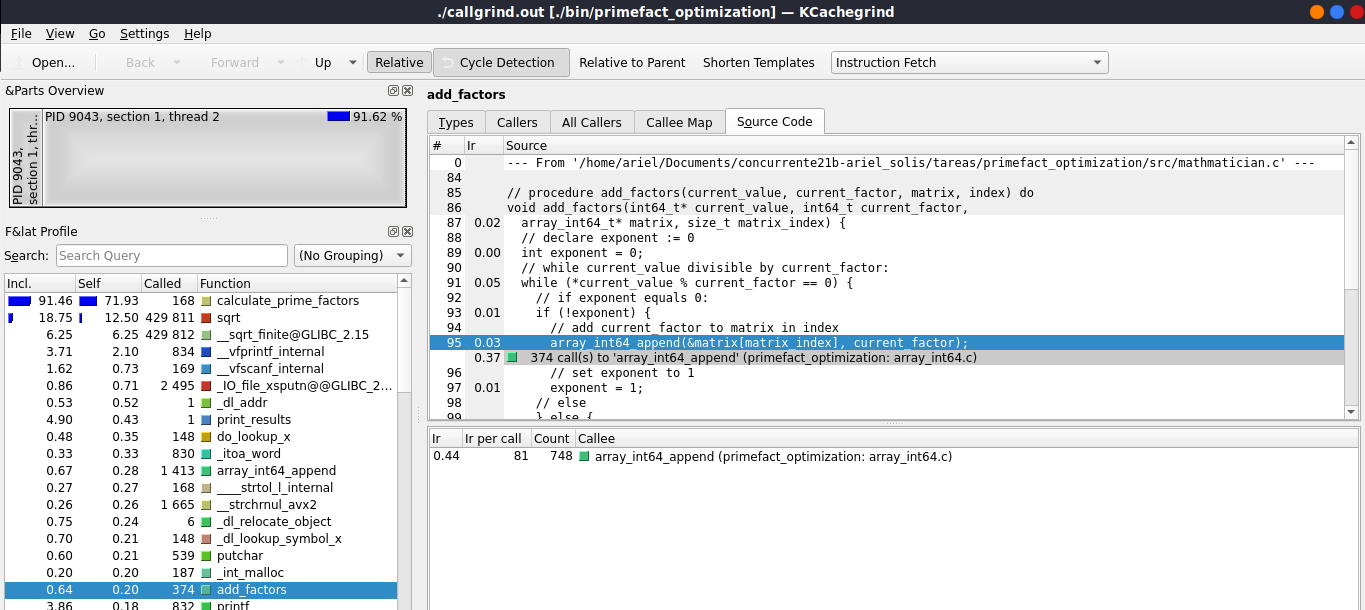 ./callgrind.out [./bin/primefact_optimization] — KCachegrind
File View Go Settings Help
Open... Back Forward Up Relative Cycle Detection Relative to Parent Shorten Templates Instruction Fetch
&Parts Overview
PID 9043, section 1, thr...
PID 9043, section 1, thread 2 91.62 %
F&lat Profile
Search: Search Query (No Grouping)
Incl. Self Called Function
91.46 71.93 168 calculate_prime_factors
18.75 12.50 429 811 sqrt
6.25 6.25 429 812 __sqrt_finite@GLIBC_2.15
3.71 2.10 834 __vfprintf_internal
1.62 0.73 169 __vfscanf_internal
0.86 0.71 2 495 _IO_file_xsputn@@GLIBC_2...
0.53 0.52 1 _dl_addr
4.90 0.43 1 print_results
0.48 0.35 148 do_lookup_x
0.33 0.33 830 _itoa_word
0.67 0.28 1 413 array_int64_append
0.27 0.27 168 ____strtol_l_internal
0.26 0.26 1 665 __strchrnul_avx2
0.75 0.24 6 _dl_relocate_object
0.70 0.21 148 _dl_lookup_symbol_x
0.60 0.21 539 putchar
0.20 0.20 187 _int_malloc
0.64 0.20 374 add_factors
3.86 0.18 832 printf
add_factors
Types Callers All Callers Callee Map Source Code
# Ir Source
0 --- From '/home/ariel/Documents/concurrente21b-ariel_solis/tareas/primefact_optimization/src/mathmatician.c' ---
84
85 // procedure add_factors(current_value, current_factor, matrix, index) do
86 void add_factors(int64_t* current_value, int64_t current_factor,
87 0.02 array_int64_t* matrix, size_t matrix_index) {
88 // declare exponent := 0
89 0.00 int exponent = 0;
90 // while current_value divisible by current_factor:
91 0.05 while (*current_value % current_factor == 0) {
92 // if exponent equals 0:
93 0.01 if (!exponent) {
94 // add current_factor to matrix in index
95 0.03 array_int64_append(&matrix[matrix_index], current_factor);
0.37 374 call(s) to 'array_int64_append' (primefact_optimization: array_int64.c)
96 // set exponent to 1
97 0.01 exponent = 1;
98 // else
99 } else {
Ir Ir per call Count Callee
0.44 81 748 array_int64_append (primefact_optimization: array_int64.c)